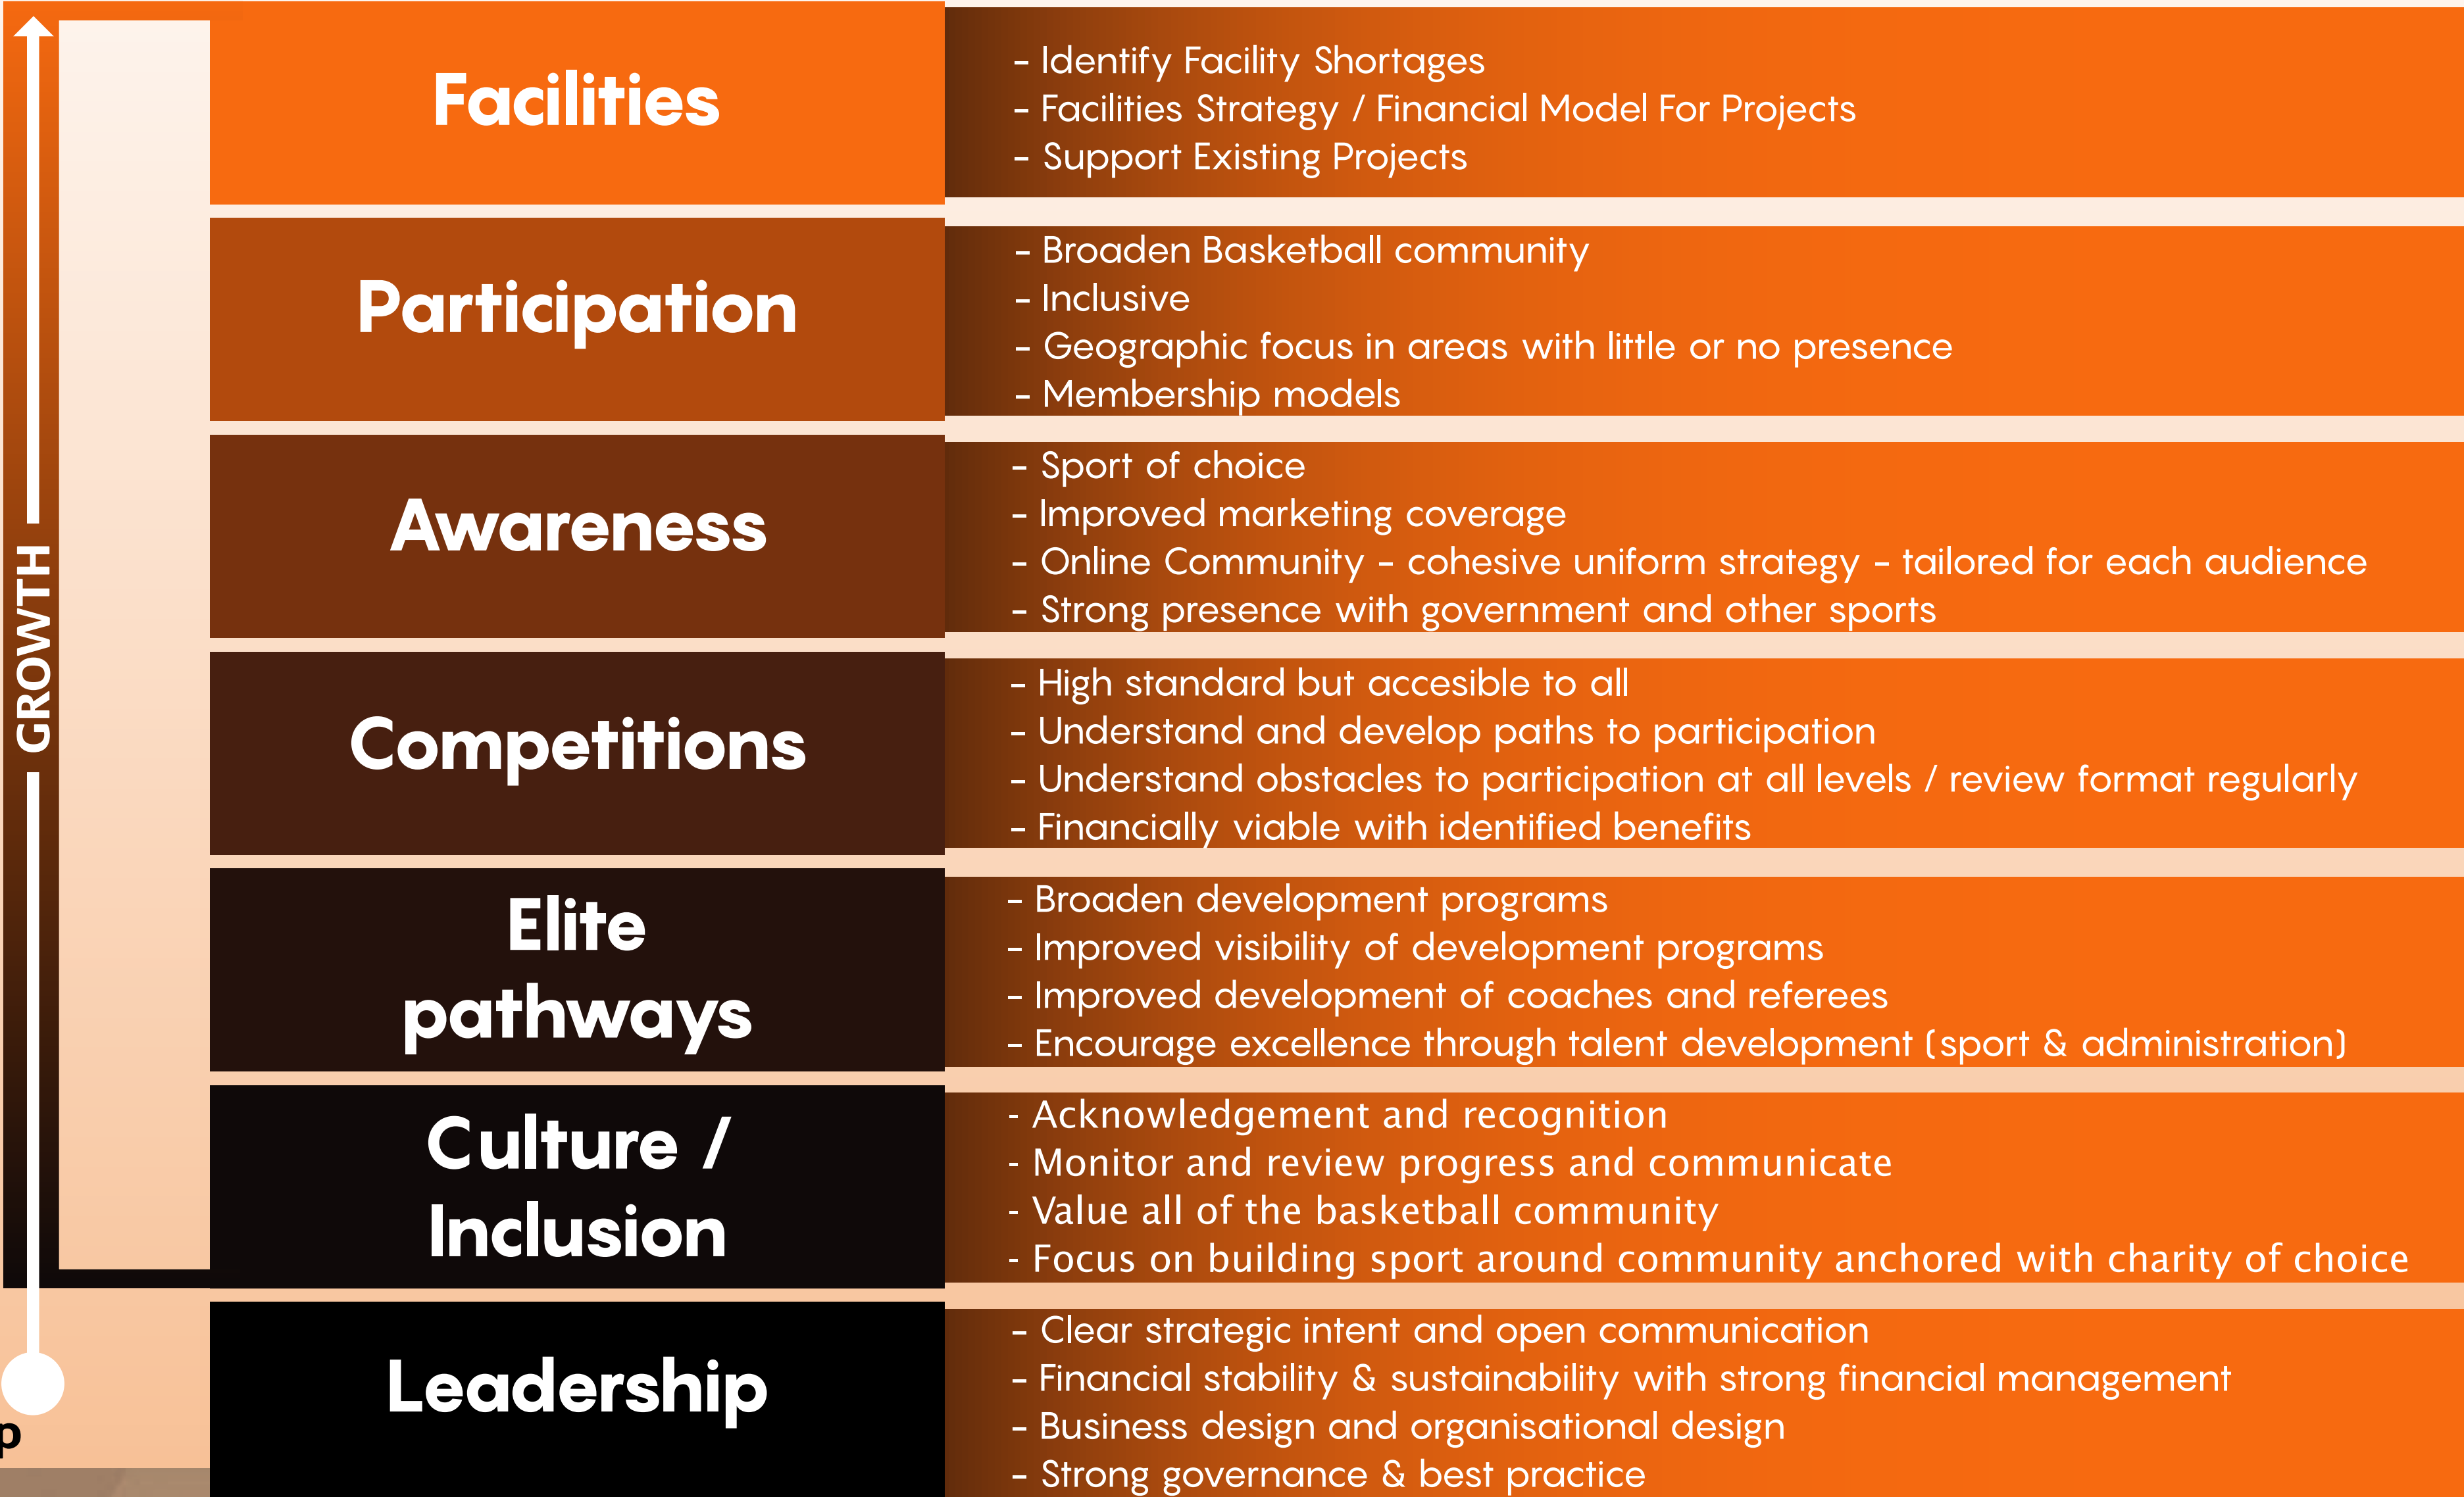 Facilities
- Identify Facility Shortages
- Facilities Strategy / Financial Model For Projects
- Support Existing Projects
Participation
- Broaden Basketball community
- Inclusive
- Geographic focus in areas with little or no presence
- Membership models
Awareness
- Sport of choice
- Improved marketing coverage
- Online Community - cohesive uniform strategy - tailored for each audience
- Strong presence with government and other sports
GROWTH
Competitions
- High standard but accesible to all
- Understand and develop paths to participation
- Understand obstacles to participation at all levels / review format regularly
- Financially viable with identified benefits
Elite
pathways
- Broaden development programs
- Improved visibility of development programs
- Improved development of coaches and referees
- Encourage excellence through talent development (sport & administration)
Culture /
Inclusion
- Acknowledgement and recognition
- Monitor and review progress and communicate
- Value all of the basketball community
- Focus on building sport around community anchored with charity of choice
Leadership
- Clear strategic intent and open communication
- Financial stability & sustainability with strong financial management
- Business design and organisational design
- Strong governance & best practice
p